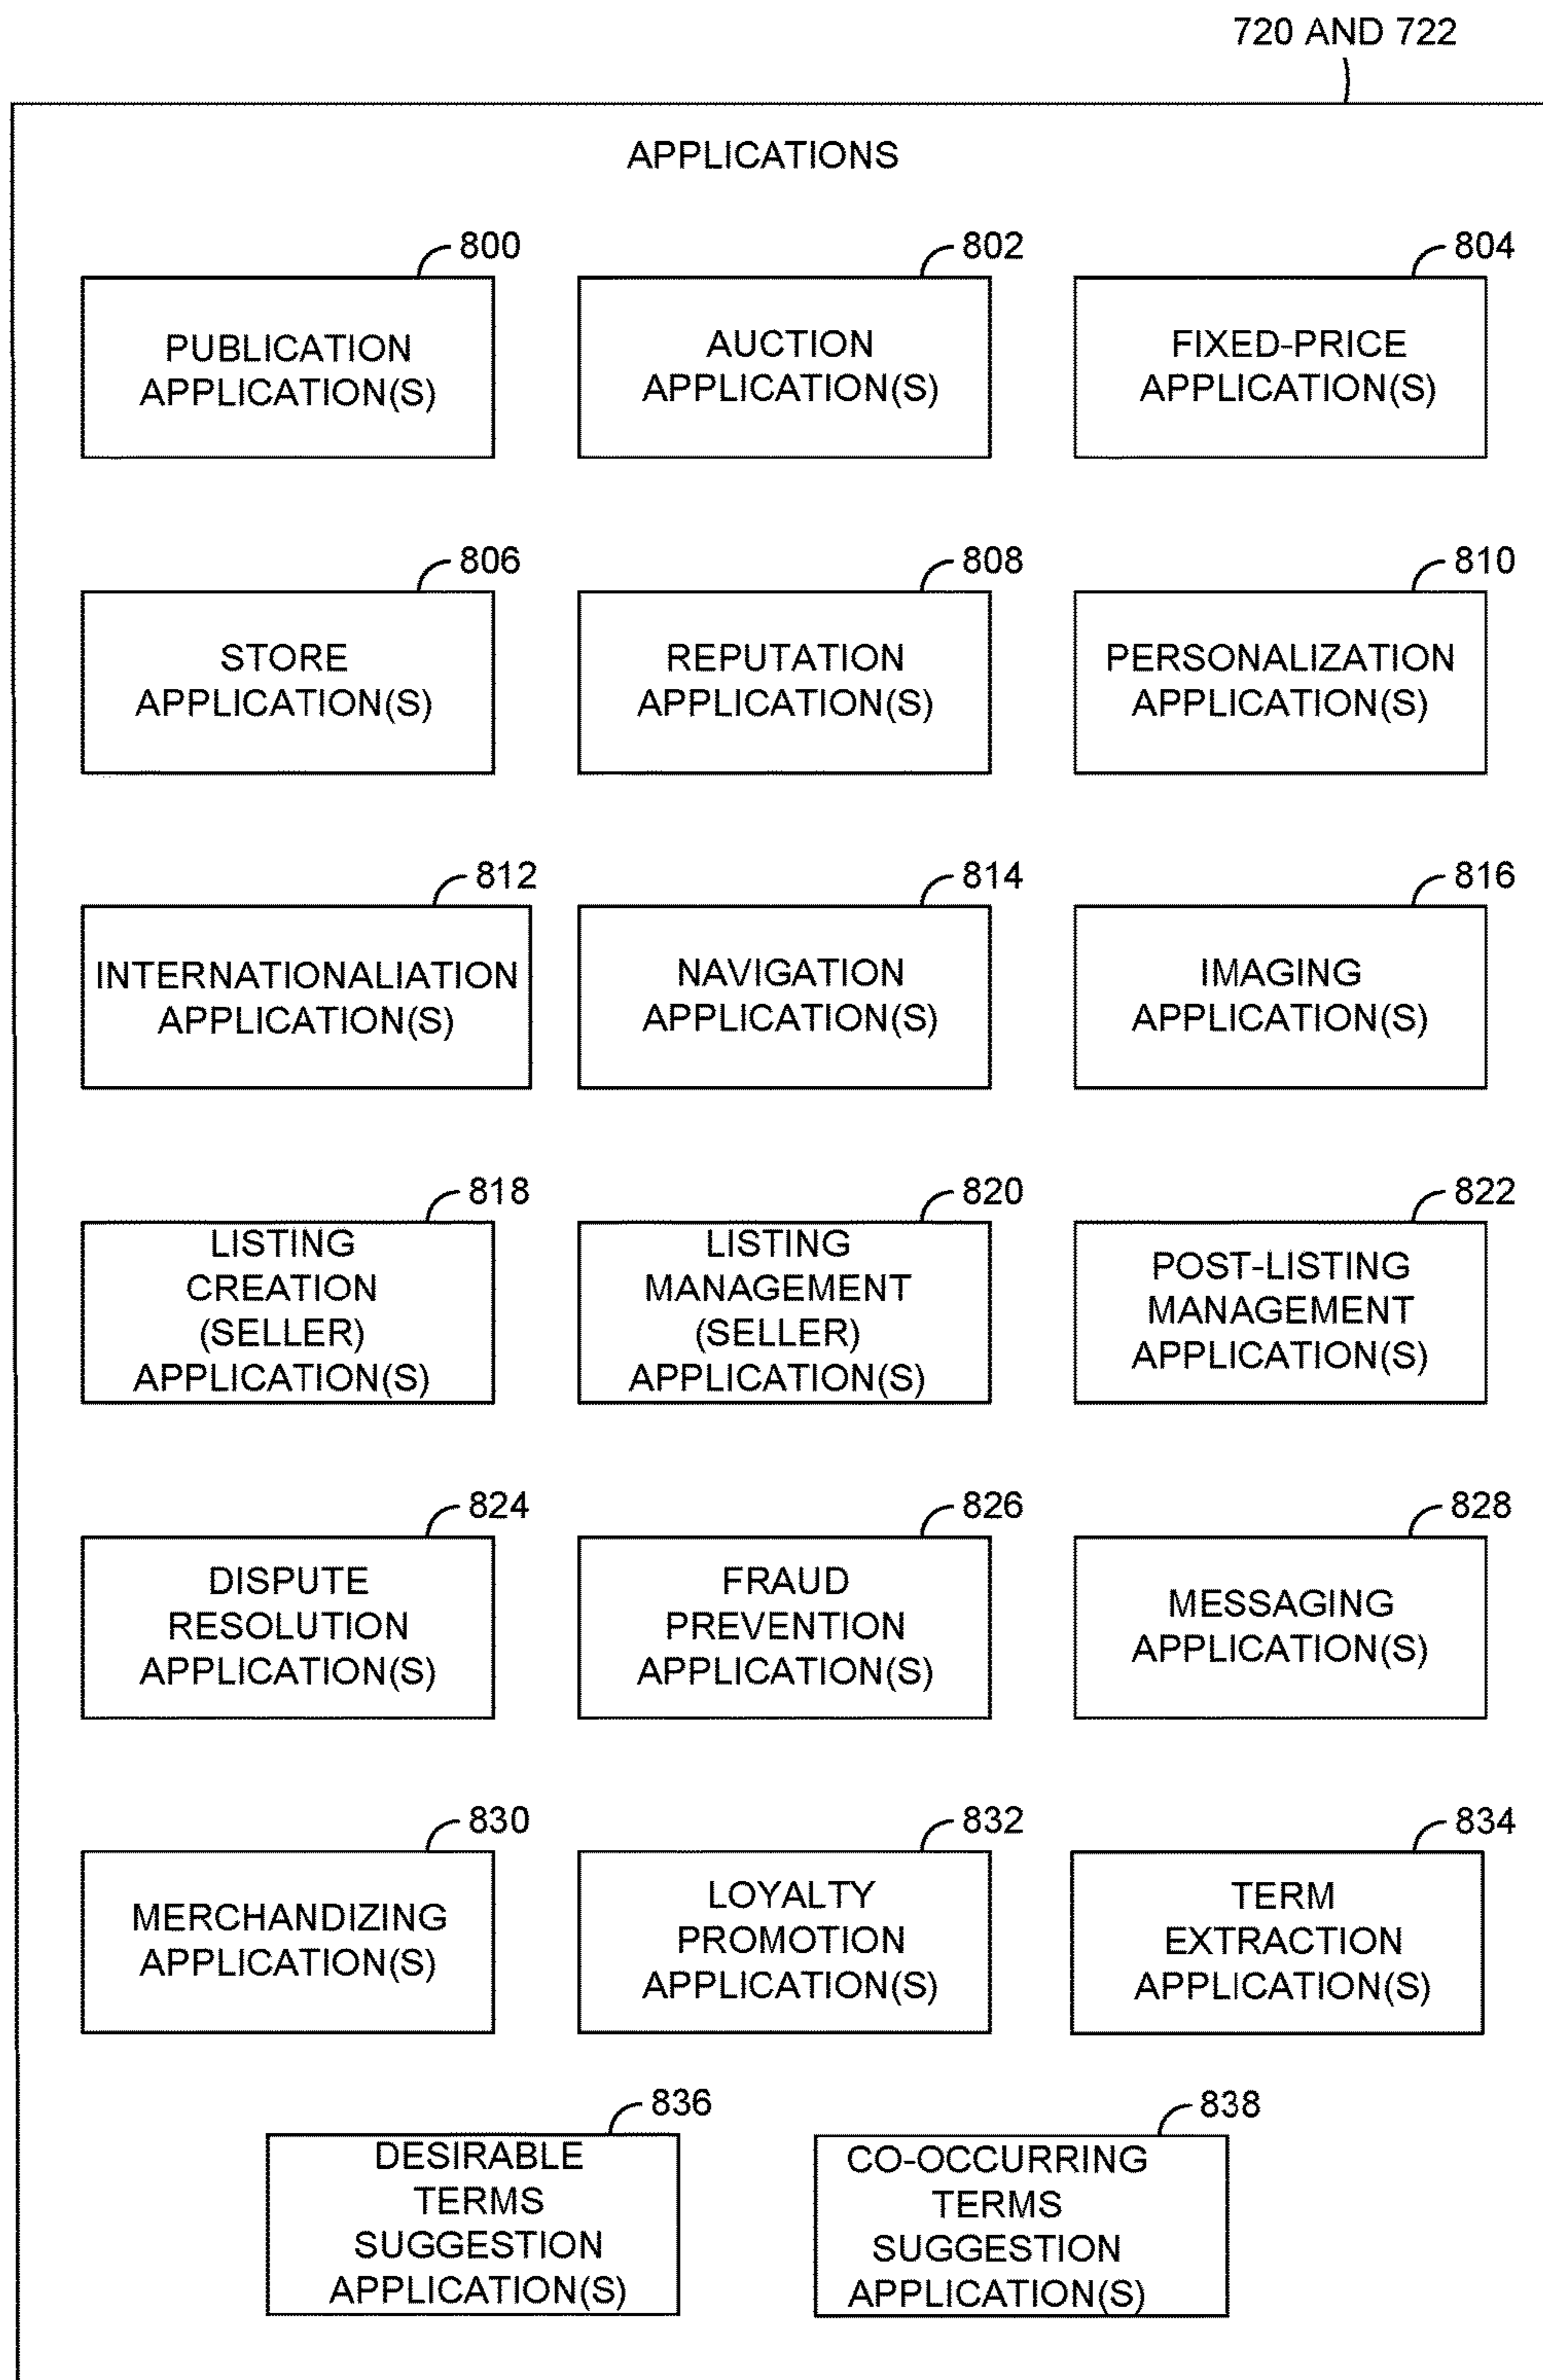 720 AND 722
APPLICATIONS
800
PUBLICATION
APPLICATION(S)
802
AUCTION
APPLICATION(S)
804
FIXED-PRICE
APPLICATION(S)
806
STORE
APPLICATION(S)
808
REPUTATION
APPLICATION(S)
810
PERSONALIZATION
APPLICATION(S)
812
INTERNATIONALIATION
APPLICATION(S)
814
NAVIGATION
APPLICATION(S)
816
IMAGING
APPLICATION(S)
818
LISTING
CREATION
(SELLER)
APPLICATION(S)
820
LISTING
MANAGEMENT
(SELLER)
APPLICATION(S)
822
POST-LISTING
MANAGEMENT
APPLICATION(S)
824
DISPUTE
RESOLUTION
APPLICATION(S)
826
FRAUD
PREVENTION
APPLICATION(S)
828
MESSAGING
APPLICATION(S)
830
MERCHANDIZING
APPLICATION(S)
832
LOYALTY
PROMOTION
APPLICATION(S)
834
TERM
EXTRACTION
APPLICATION(S)
836
DESIRABLE
TERMS
SUGGESTION
APPLICATION(S)
838
CO-OCCURRING
TERMS
SUGGESTION
APPLICATION(S)